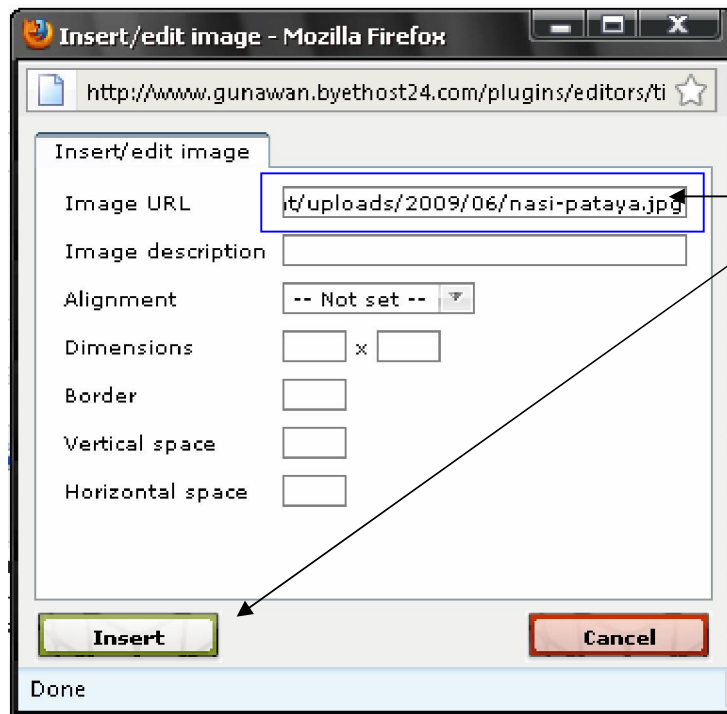 Insert/edit image - Mozilla Firefox
http://www.gunawan.byethost24.com/plugins/editors/ti
Insert/edit image
Image URL t/uploads/2009/06/nasi-pataya.jpg
Image description
Alignment -- Not set --
Dimensions x
Border
Vertical space
Horizontal space
Insert Cancel
Done